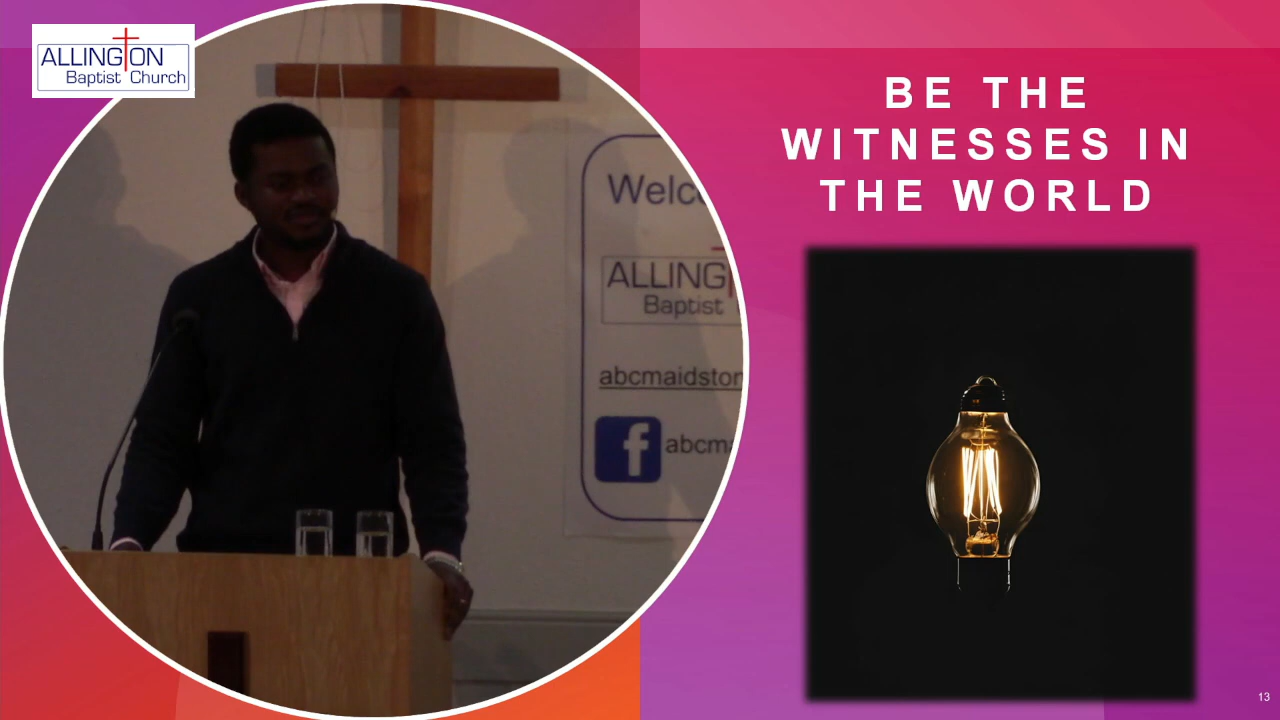 ALLINGTON
Baptist Church
BE THE
WITNESSES IN
THE WORLD
Welc
ALLING
Baptist
abcmaidston
f
abcm
13